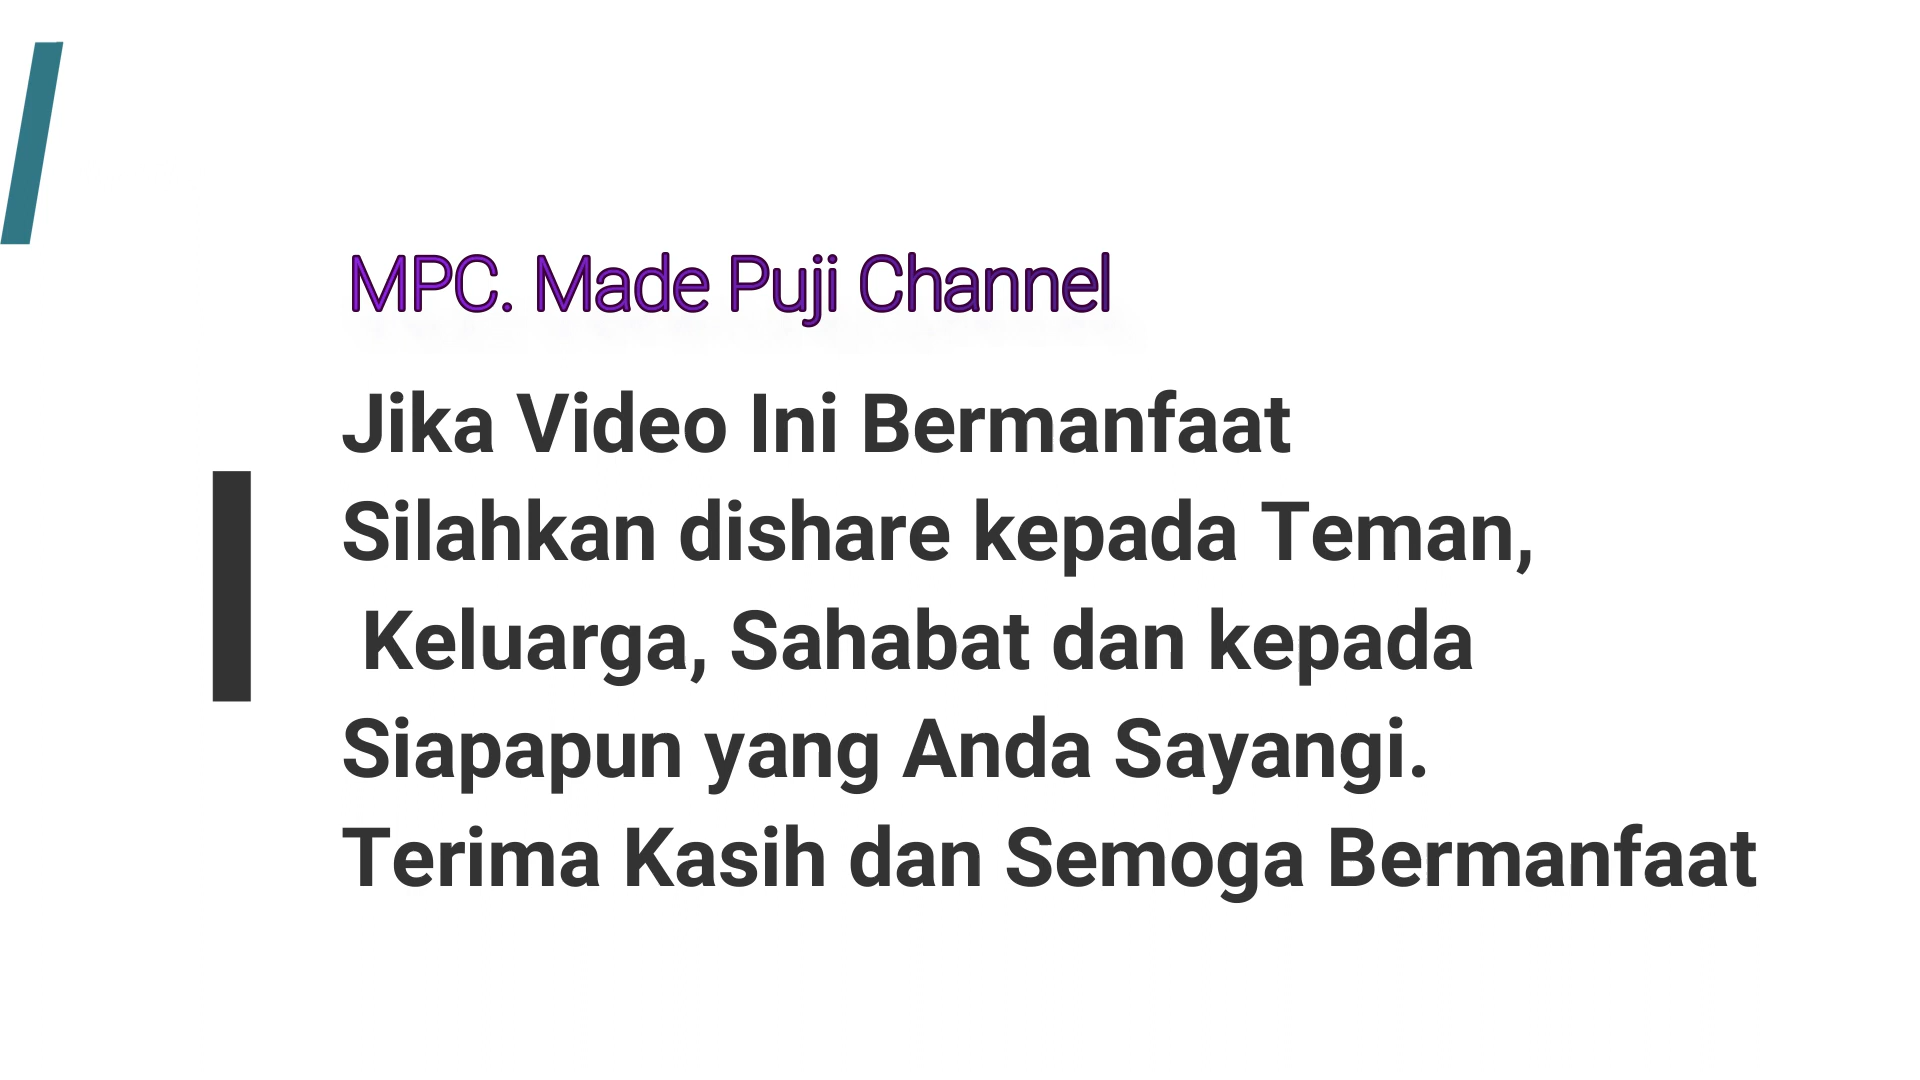 MPC. Made Puji Channel
Jika Video Ini Bermanfaat
Silahkan dishare kepada Teman,
Keluarga, Sahabat dan kepada
Siapapun yang Anda Sayangi.
Terima Kasih dan Semoga Bermanfaat